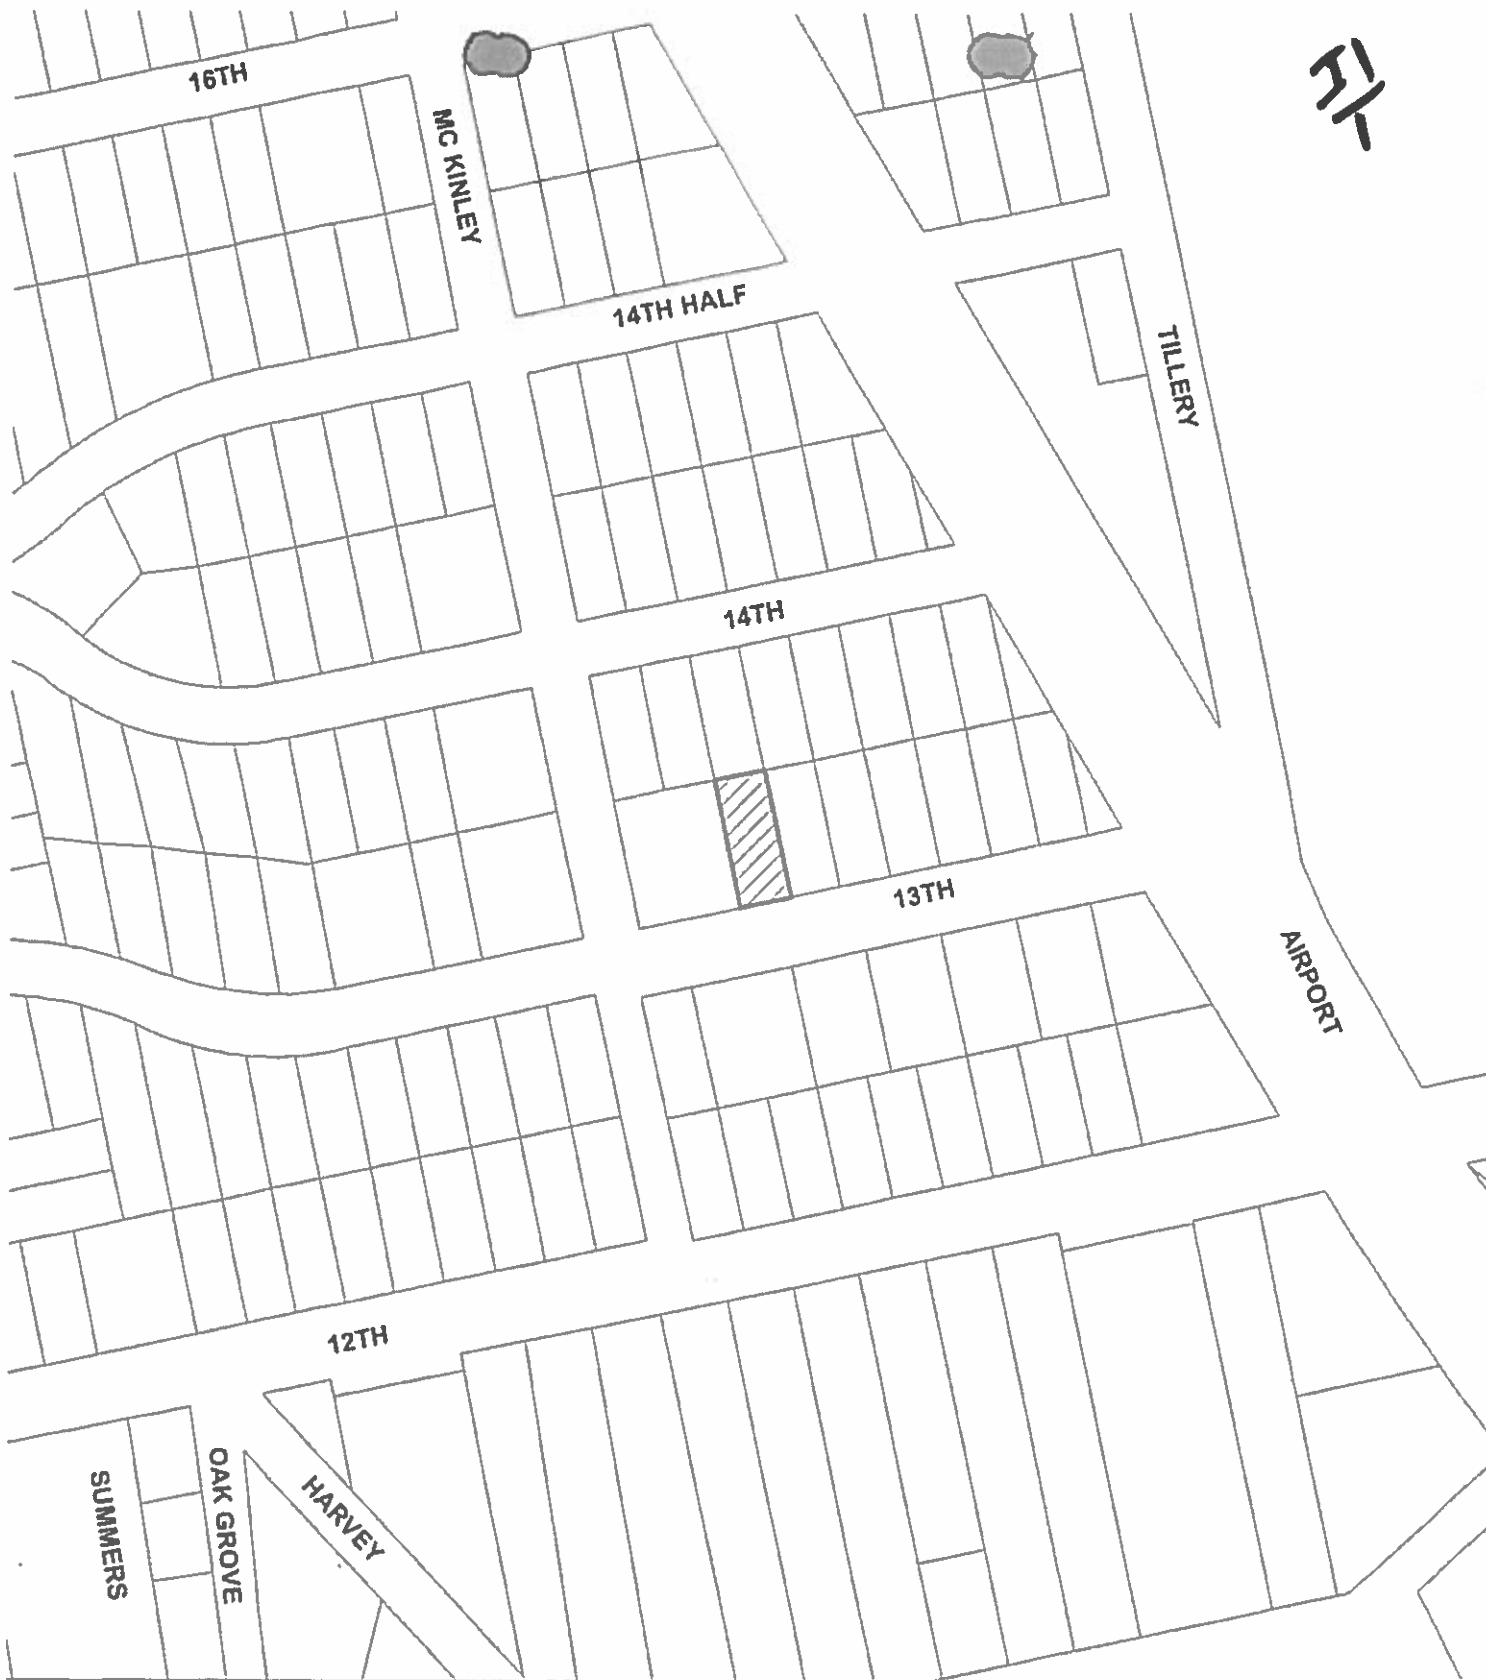 16TH
MC KINLEY
14TH HALF
TILLERY
14TH
13TH
AIRPORT
12TH
SUMMERS
OAK GROVE
HARVEY